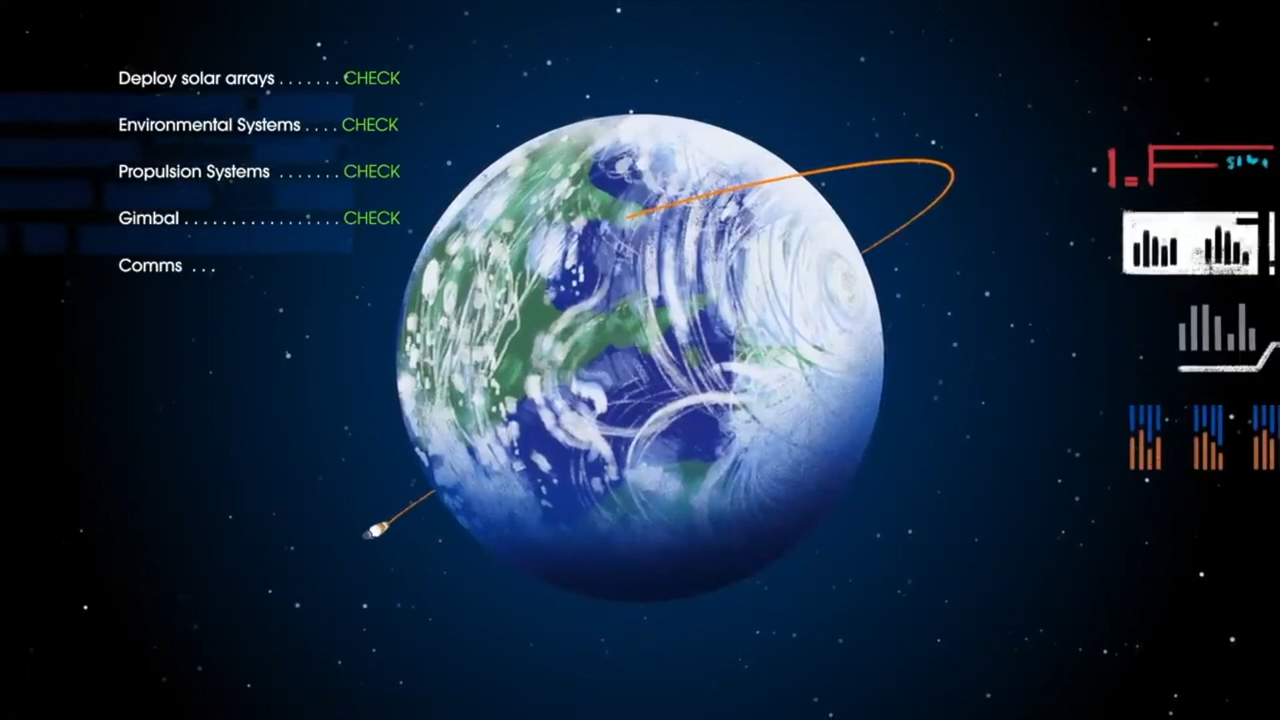 Deploy solar arrays . . . . . . . CHECK
Environmental Systems . . . . CHECK
Propulsion Systems . . . . . . . CHECK
Gimbal . . . . . . . . . . . . . . . . . CHECK
Comms . . .